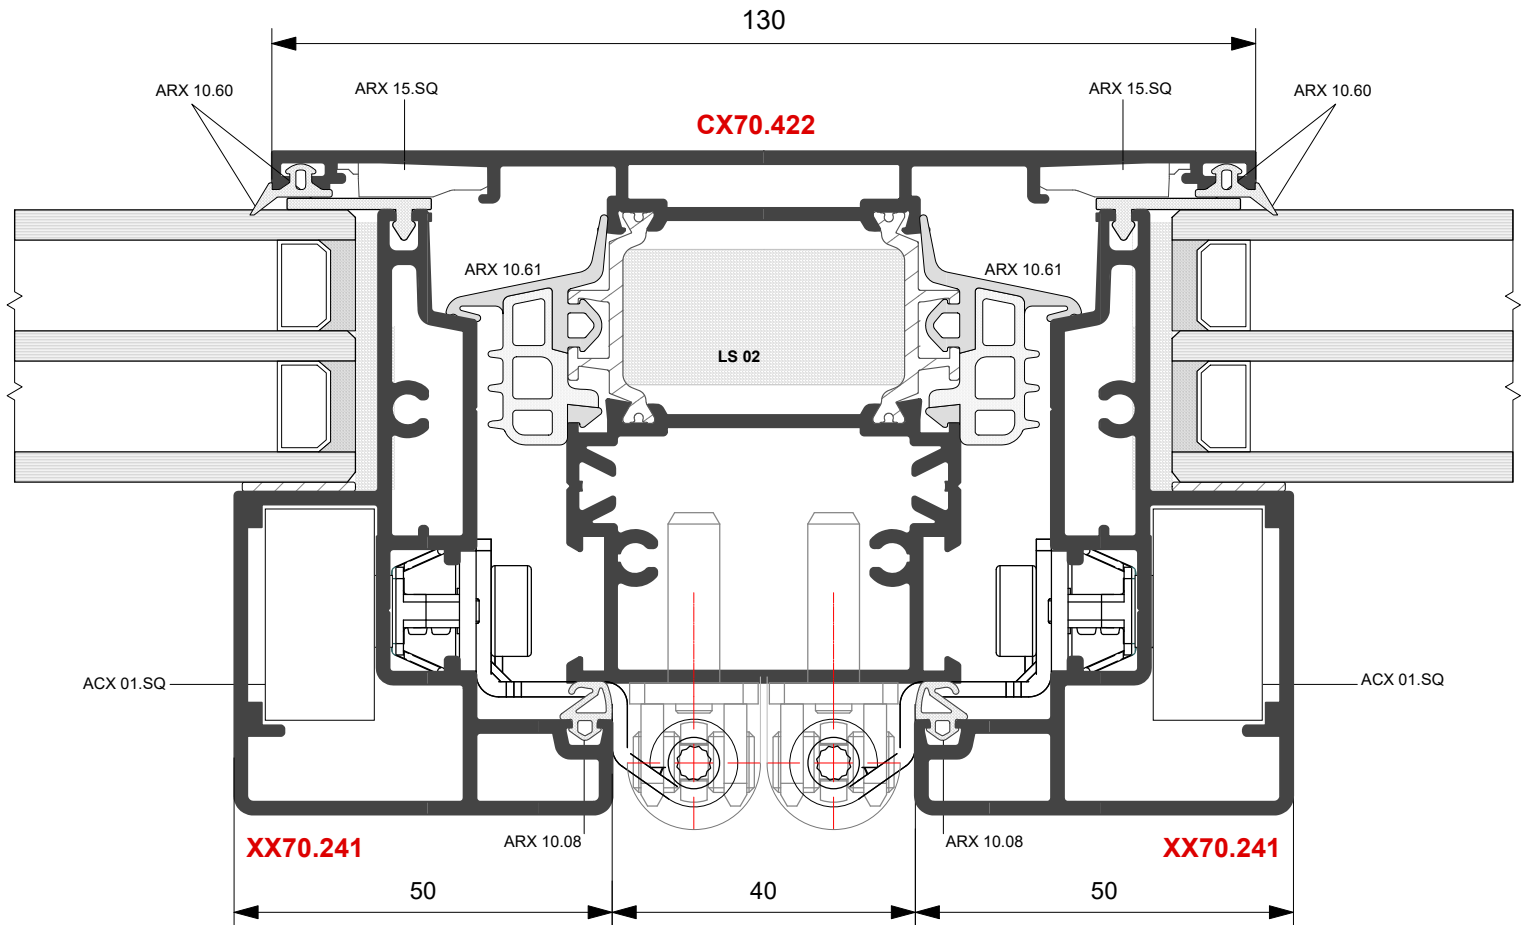 130
ARX 10.60
ARX 15.SQ
ARX 15.SQ
ARX 10.60
CX70.422
ARX 10.61
ARX 10.61
LS 02
ACX 01.SQ
ACX 01.SQ
XX70.241
ARX 10.08
ARX 10.08
XX70.241
50
40
50